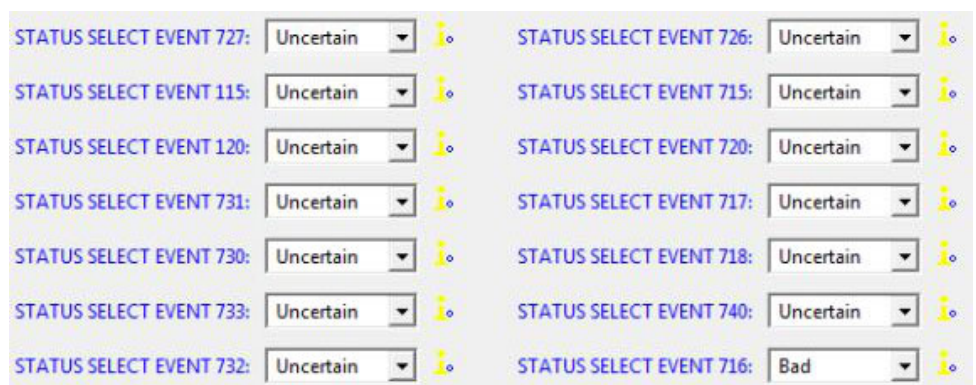 STATUS SELECT EVENT 727: Uncertain STATUS SELECT EVENT 726: Uncertain
STATUS SELECT EVENT 115: Uncertain STATUS SELECT EVENT 715: Uncertain
STATUS SELECT EVENT 120: Uncertain STATUS SELECT EVENT 720: Uncertain
STATUS SELECT EVENT 731: Uncertain STATUS SELECT EVENT 717: Uncertain
STATUS SELECT EVENT 730: Uncertain STATUS SELECT EVENT 718: Uncertain
STATUS SELECT EVENT 733: Uncertain STATUS SELECT EVENT 740: Uncertain
STATUS SELECT EVENT 732: Uncertain STATUS SELECT EVENT 716: Bad